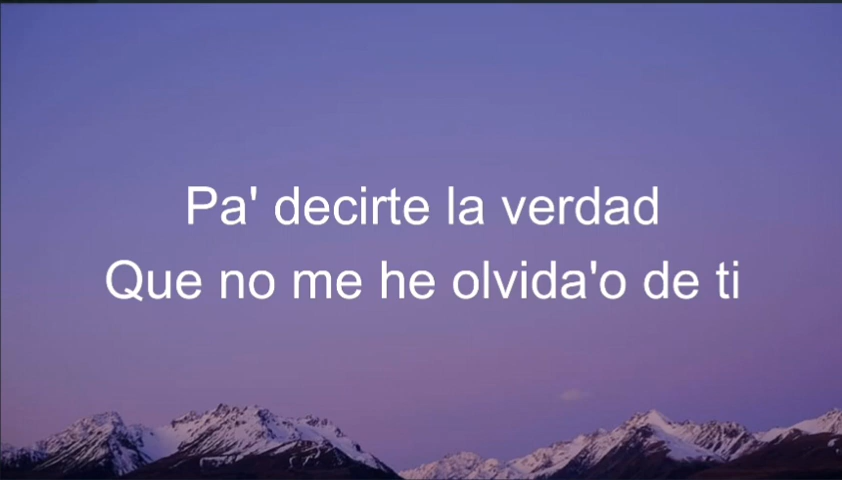 Pa' decirte la verdad
Que no me he olvida'o de ti